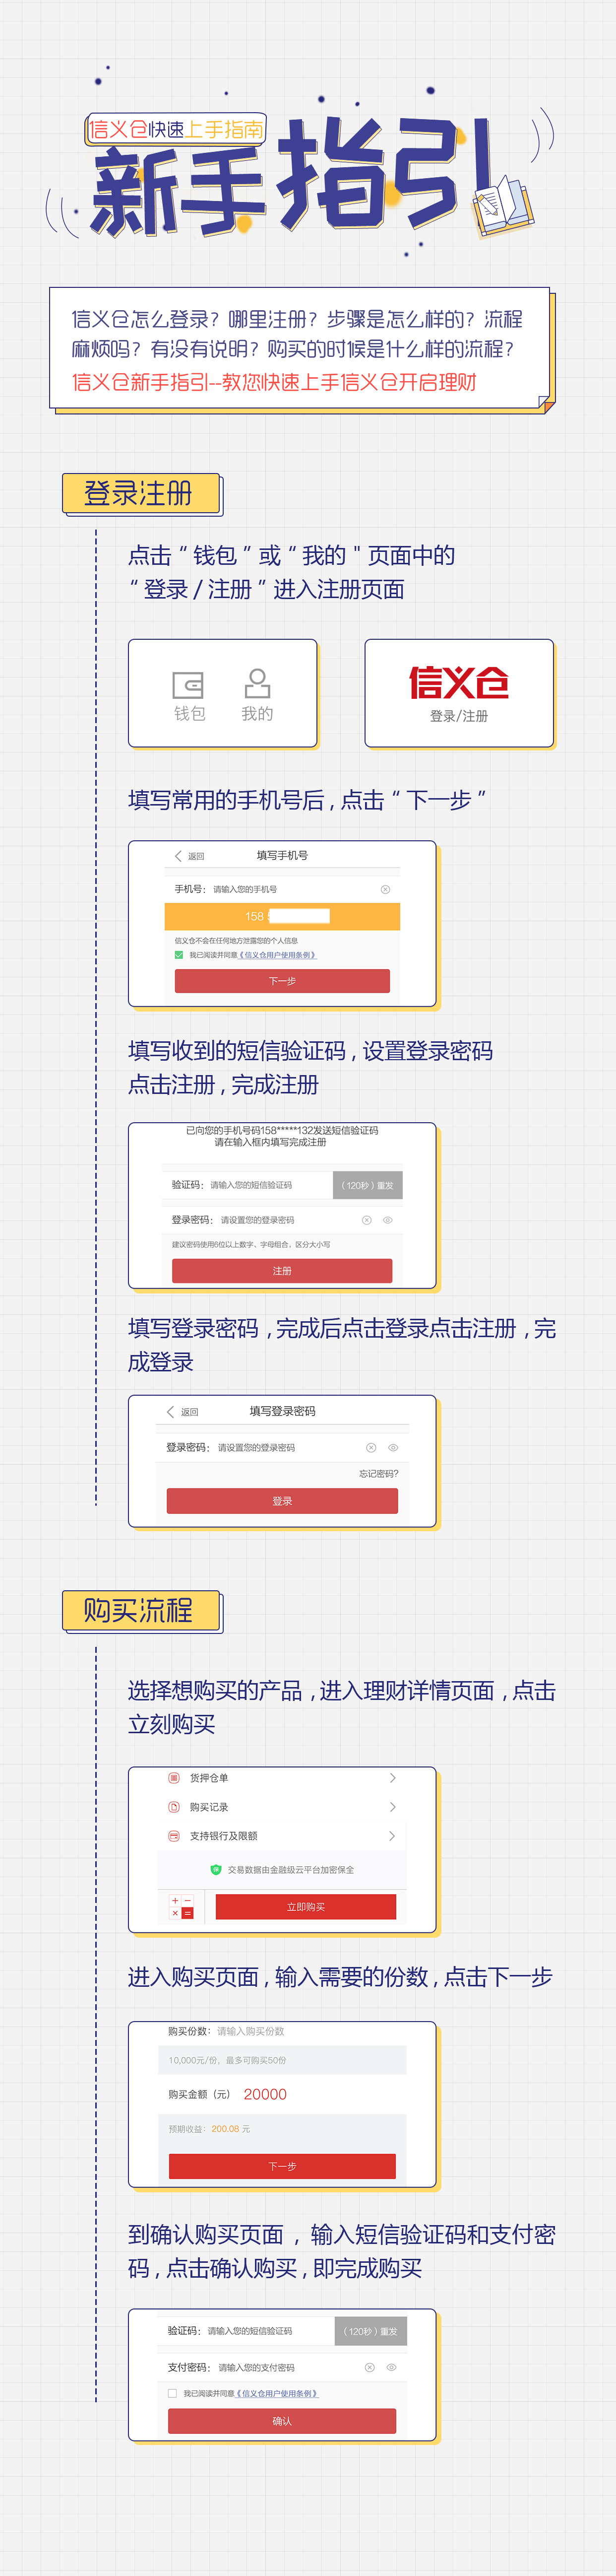 信义仓快速上手指南
新手指引
信义仓怎么登录？哪里注册？步骤是怎么样的？流程
麻烦吗？有没有说明？购买的时候是什么样的流程？
信义仓新手指引--教您快速上手信义仓开启理财
登录注册
点击“钱包”或“我的"页面中的
“登录/注册”进入注册页面
钱包 我的
信义仓
登录/注册
填写常用的手机号后,点击“下一步”
返回 填写手机号
手机号： 请输入您的手机号
158
信义仓不会在任何地方泄露您的个人信息
我已阅读并同意《信义仓用户使用条例》
下一步
填写收到的短信验证码,设置登录密码
点击注册,完成注册
已向您的手机号码158*****132发送短信验证码
请在输入框内填写完成注册
验证码： 请输入您的短信验证码 （120秒）重发
登录密码： 请设置您的登录密码
建议密码使用6位以上数字、字母组合，区分大小写
注册
填写登录密码,完成后点击登录点击注册,完
成登录
返回 填写登录密码
登录密码： 请设置您的登录密码
忘记密码？
登录
购买流程
选择想购买的产品,进入理财详情页面,点击
立刻购买
货押仓单
购买记录
支持银行及限额
保 交易数据由金融级云平台加密保全
+ − × = 立即购买
进入购买页面,输入需要的份数,点击下一步
购买份数： 请输入购买份数
10,000元/份，最多可购买50份
购买金额（元） 20000
预期收益： 200.08 元
下一步
到确认购买页面，输入短信验证码和支付密
码,点击确认购买,即完成购买
验证码： 请输入您的短信验证码 （120秒）重发
支付密码： 请输入您的支付密码
我已阅读并同意《信义仓用户使用条例》
确认